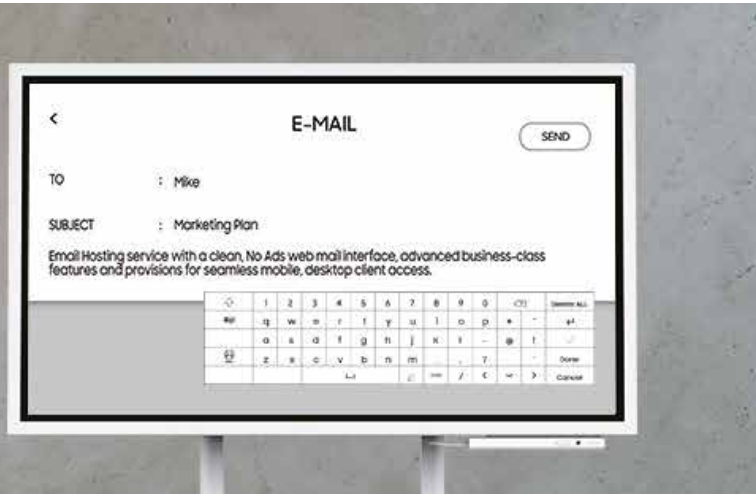 E-MAIL
SEND
TO : Mike
SUBJECT : Marketing Plan
Email Hosting service with a clean, No Ads web mail interface, advanced business-class
features and provisions for seamless mobile, desktop client access.
1 2 3 4 5 6 7 8 9 0 Delete ALL
q w e r t y u i o p
a s d f g h j k l - @ !
z x c v b n m . ? Done
/ < > Cancel